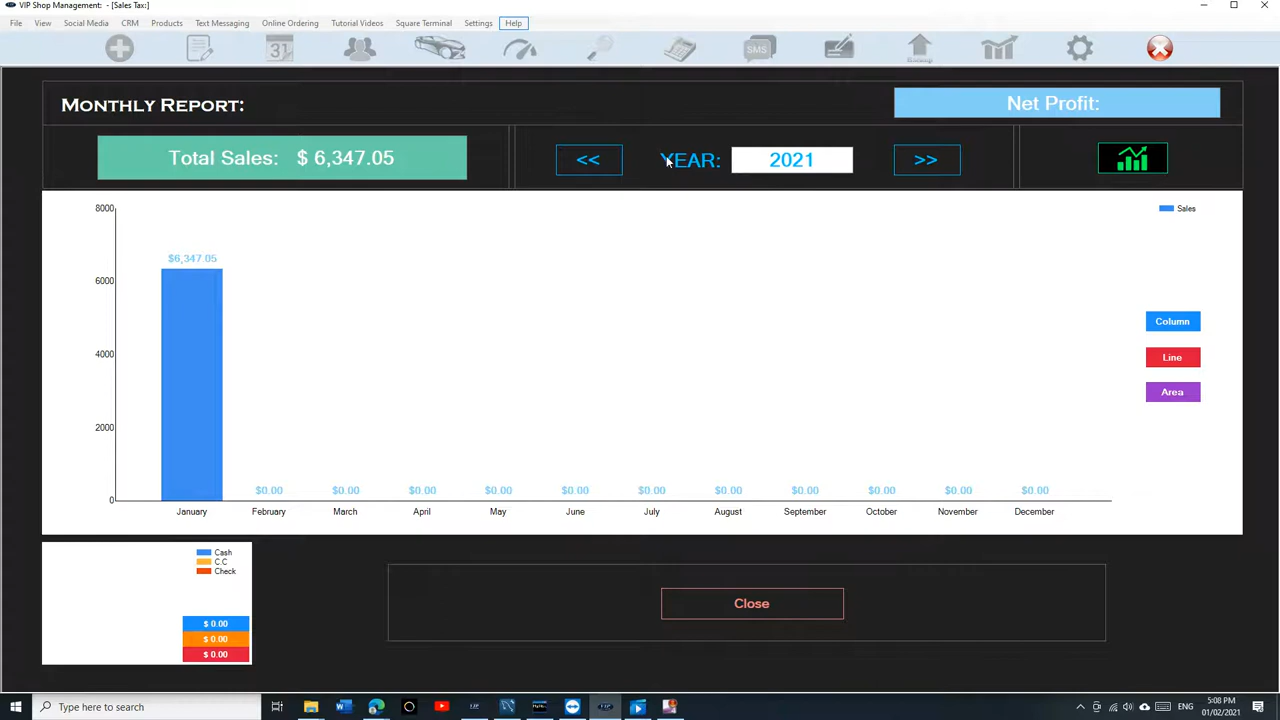 VIP Shop Management: - [Sales Tax:]
File View Social Media CRM Products Text Messaging Online Ordering Tutorial Videos Square Terminal Settings Help
31 SMS
MONTHLY REPORT: Net Profit:
Total Sales: $ 6,347.05 << YEAR: 2021 >>
8000 Sales
$6,347.05
6000
Column
4000 Line
Area
2000
$0.00 $0.00 $0.00 $0.00 $0.00 $0.00 $0.00 $0.00 $0.00 $0.00 $0.00
0
January February March April May June July August September October November December
Cash
C.C
Check
Close
$ 0.00
$ 0.00
$ 0.00
Type here to search ENG 5:08 PM
01/02/2021